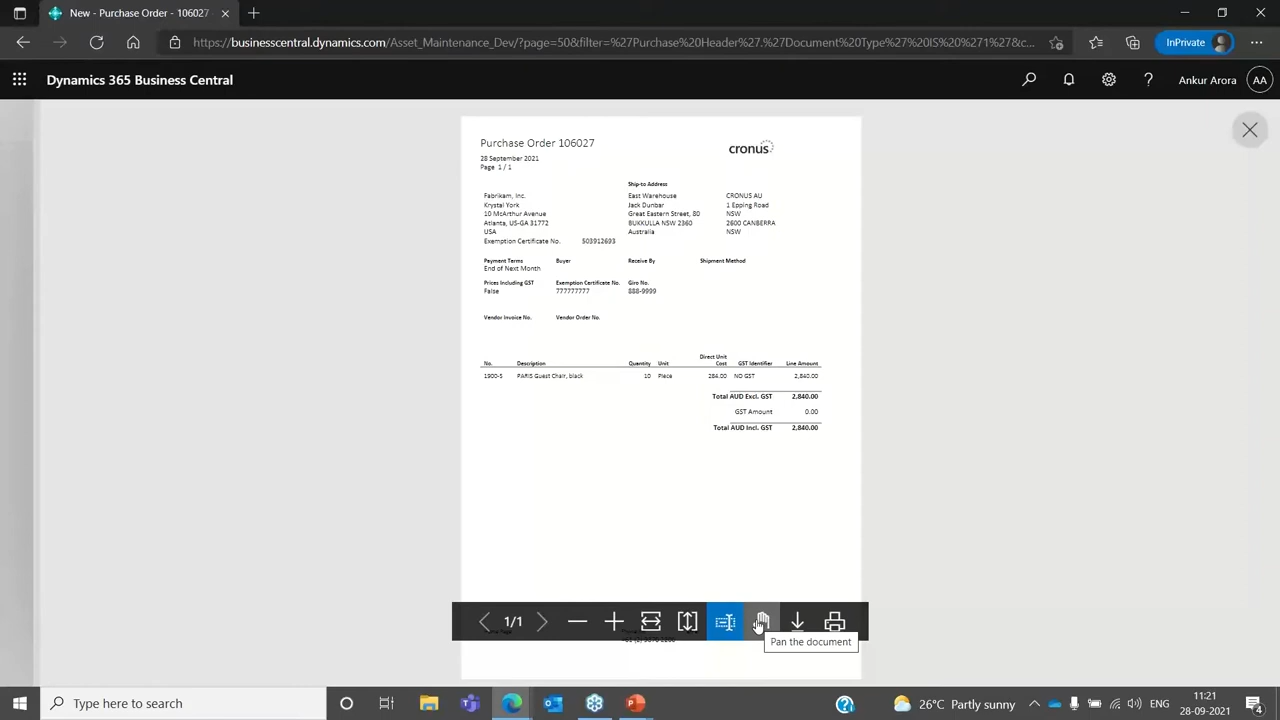 New - Purchase Order - 106027
https://businesscentral.dynamics.com/Asset_Maintenance_Dev/?page=50&filter=%27Purchase%20Header%27.%27Document%20Type%27%20IS%20%271%27&c...
InPrivate
Dynamics 365 Business Central
Ankur Arora
AA
Purchase Order 106027
cronus
28 September 2021
Page 1 / 1
Ship-to Address
Fabrikam, Inc. East Warehouse CRONUS AU
Krystal York Jack Dunbar 1 Epping Road
10 McArthur Avenue Great Eastern Street, 80 NSW
Atlanta, US-GA 31772 BUKKULLA NSW 2360 2600 CANBERRA
USA Australia NSW
Exemption Certificate No. 503912693
Payment Terms Buyer Receive By Shipment Method
End of Next Month
Prices Including GST Exemption Certificate No. Giro No.
False 777777777 888-9999
Vendor Invoice No. Vendor Order No.
No. Description Quantity Unit Direct Unit Cost GST Identifier Line Amount
1900-S PARIS Guest Chair, black 10 Piece 284.00 NO GST 2,840.00
Total AUD Excl. GST 2,840.00
GST Amount 0.00
Total AUD Incl. GST 2,840.00
1/1
Pan the document
Type here to search
26°C Partly sunny
ENG
11:21
28-09-2021
4